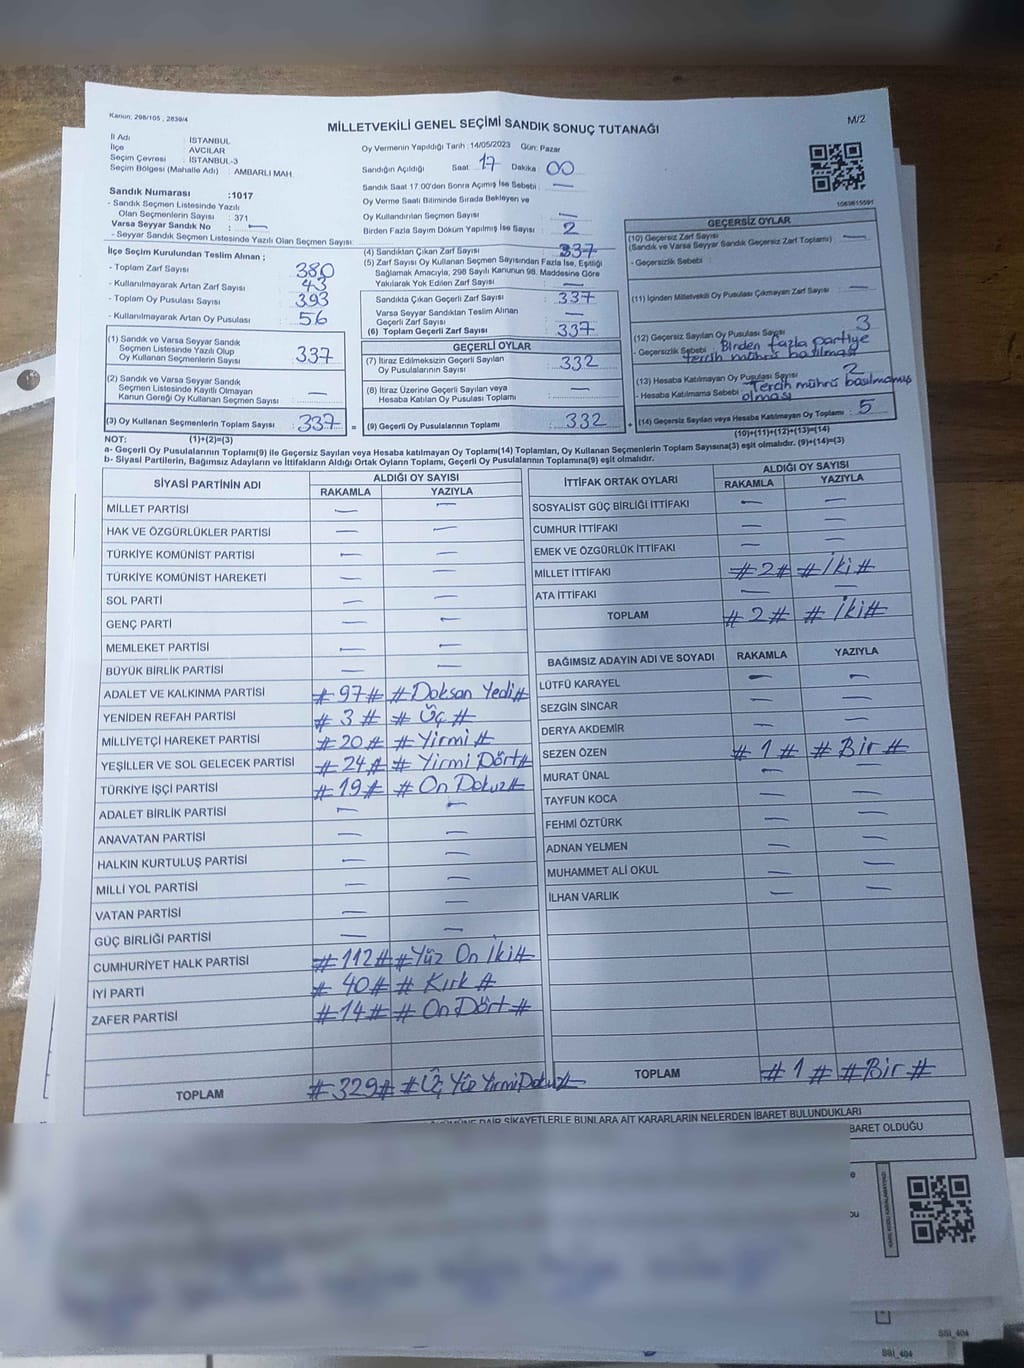 Kanun: 298/105 , 2839/4
MİLLETVEKİLİ GENEL SEÇİMİ SANDIK SONUÇ TUTANAĞI
M/2
İl Adı : İSTANBUL
İlçe : AVCILAR
Seçim Çevresi : İSTANBUL-3
Seçim Bölgesi (Mahalle Adı) : AMBARLI MAH.
Sandık Numarası :1017
- Sandık Seçmen Listesinde Yazılı
Olan Seçmenlerin Sayısı : 371
Varsa Seyyar Sandık No : —
- Seyyar Sandık Seçmen Listesinde Yazılı Olan Seçmen Sayısı:
Oy Vermenin Yapıldığı Tarih :14/05/2023 Gün: Pazar
Sandığın Açıldığı Saat 17 Dakika 00
Sandık Saat 17:00'den Sonra Açımış İse Sebebi : —
Oy Verme Saati Bitiminde Sırada Bekleyen ve
Oy Kullandırılan Seçmen Sayısı : —
Birden Fazla Sayım Döküm Yapılmış İse Sayısı : 2
İlçe Seçim Kurulundan Teslim Alınan ;
- Toplam Zarf Sayısı : 380
- Kullanılmayarak Artan Zarf Sayısı : 43
- Toplam Oy Pusulası Sayısı : 393
- Kullanılmayarak Artan Oy Pusulası : 56
(1) Sandık ve Varsa Seyyar Sandık
Seçmen Listesinde Yazılı Olup
Oy Kullanan Seçmenlerin Sayısı : 337
(2) Sandık ve Varsa Seyyar Sandık
Seçmen Listesinde Kayıtlı Olmayan
Kanun Gereği Oy Kullanan Seçmen Sayısı : —
(3) Oy Kullanan Seçmenlerin Toplam Sayısı : 337 =
(4) Sandıktan Çıkan Zarf Sayısı : 337
(5) Zarf Sayısı Oy Kullanan Seçmen Sayısından Fazla İse, Eşitliği
Sağlamak Amacıyla, 298 Sayılı Kanunun 98. Maddesine Göre
Yakılarak Yok Edilen Zarf Sayısı : —
Sandıkta Çıkan Geçerli Zarf Sayısı : 337
Varsa Seyyar Sandıktan Teslim Alınan
Geçerli Zarf Sayısı : —
(6) Toplam Geçerli Zarf Sayısı : 337
GEÇERLİ OYLAR
(7) İtiraz Edilmeksizin Geçerli Sayılan
Oy Pusulalarının Sayısı : 332
(8) İtiraz Üzerine Geçerli Sayılan veya
Hesaba Katılan Oy Pusulası Toplamı : —
(9) Geçerli Oy Pusulalarının Toplamı : 332 +
GEÇERSİZ OYLAR
(10) Geçersiz Zarf Sayısı
(Sandık ve Varsa Seyyar Sandık Geçersiz Zarf Toplamı) : —
- Geçersizlik Sebebi :
(11) İçinden Milletvekili Oy Pusulası Çıkmayan Zarf Sayısı : —
(12) Geçersiz Sayılan Oy Pusulası Sayısı : 3
- Geçersizlik Sebebi : Birden fazla partiye
tercih mührü basılması
(13) Hesaba Katılmayan Oy Pusulası Sayısı : 2
- Hesaba Katılmama Sebebi : Tercih mührü basılmamış
olması
(14) Geçersiz Sayılan veya Hesaba Katılmayan Oy Toplamı : 5
NOT: (1)+(2)=(3)
(10)+(11)+(12)+(13)=(14)
a- Geçerli Oy Pusulalarının Toplamı(9) ile Geçersiz Sayılan veya Hesaba katılmayan Oy Toplamı(14) Toplamları, Oy Kullanan Seçmenlerin Toplam Sayısına(3) eşit olmalıdır. (9)+(14)=(3)
b- Siyasi Partilerin, Bağımsız Adayların ve İttifakların Aldığı Ortak Oyların Toplamı, Geçerli Oy Pusulalarının Toplamına(9) eşit olmalıdır.
SİYASİ PARTİNİN ADI ALDIĞI OY SAYISI
RAKAMLA YAZIYLA
MİLLET PARTİSİ — —
HAK VE ÖZGÜRLÜKLER PARTİSİ — —
TÜRKİYE KOMÜNİST PARTİSİ — —
TÜRKİYE KOMÜNİST HAREKETİ — —
SOL PARTİ — —
GENÇ PARTİ — —
MEMLEKET PARTİSİ — —
BÜYÜK BİRLİK PARTİSİ — —
ADALET VE KALKINMA PARTİSİ #97# #Doksan Yedi#
YENİDEN REFAH PARTİSİ #3# #Üç#
MİLLİYETÇİ HAREKET PARTİSİ #20# #Yirmi#
YEŞİLLER VE SOL GELECEK PARTİSİ #24# #Yirmi Dört#
TÜRKİYE İŞÇİ PARTİSİ #19# #On Dokuz#
ADALET BİRLİK PARTİSİ — —
ANAVATAN PARTİSİ — —
HALKIN KURTULUŞ PARTİSİ — —
MİLLİ YOL PARTİSİ — —
VATAN PARTİSİ — —
GÜÇ BİRLİĞİ PARTİSİ — —
CUMHURİYET HALK PARTİSİ #112# #Yüz On İki#
İYİ PARTİ #40# #Kırk#
ZAFER PARTİSİ #14# #On Dört#
TOPLAM #329# #Üç Yüz Yirmi Dokuz#
İTTİFAK ORTAK OYLARI ALDIĞI OY SAYISI
RAKAMLA YAZIYLA
SOSYALİST GÜÇ BİRLİĞİ İTTİFAKI — —
CUMHUR İTTİFAKI — —
EMEK VE ÖZGÜRLÜK İTTİFAKI — —
MİLLET İTTİFAKI #2# #İki#
ATA İTTİFAKI —
TOPLAM #2# #İki#
BAĞIMSIZ ADAYIN ADI VE SOYADI RAKAMLA YAZIYLA
LÜTFÜ KARAYEL — —
SEZGİN SİNCAR — —
DERYA AKDEMİR — —
SEZEN ÖZEN #1# #Bir#
MURAT ÜNAL — —
TAYFUN KOCA — —
FEHMİ ÖZTÜRK — —
ADNAN YELMEN — —
MUHAMMET ALİ OKUL — —
İLHAN VARLIK — —
TOPLAM #1# #Bir#
DAİR ŞİKAYETLERLE BUNLARA AİT KARARLARIN NELERDEN İBARET BULUNDUKLARI
BARET OLDUĞU
SSİ_404
SSİ_404